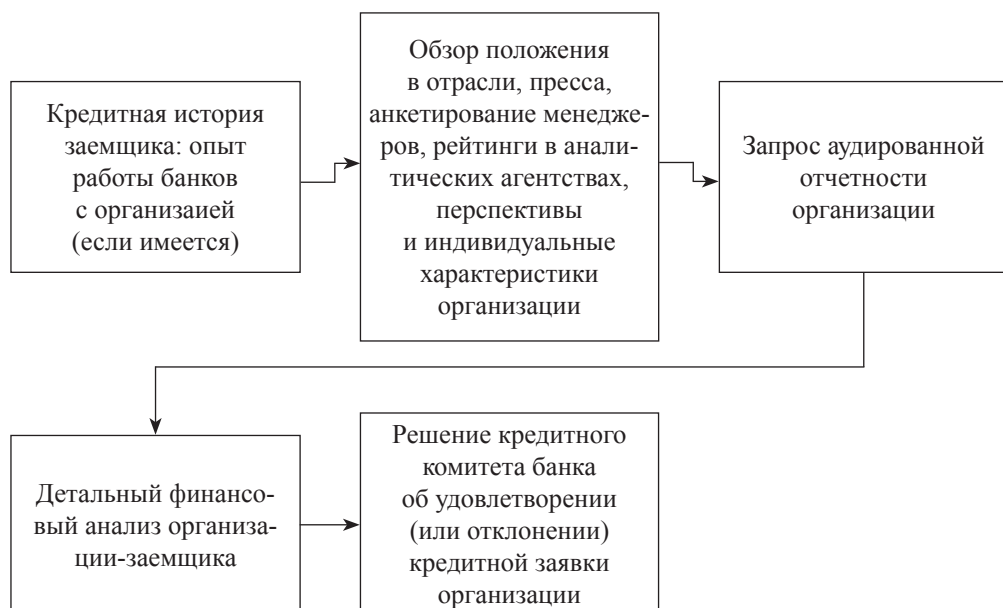 Кредитная история
заемщика: опыт
работы банков
с организаией
(если имеется)
Обзор положения
в отрасли, пресса,
анкетирование менедже-
ров, рейтинги в анали-
тических агентствах,
перспективы
и индивидуальные
характеристики
организации
Запрос аудированной
отчетности
организации
Детальный финансо-
вый анализ организа-
ции-заемщика
Решение кредитного
комитета банка
об удовлетворении
(или отклонении)
кредитной заявки
организации